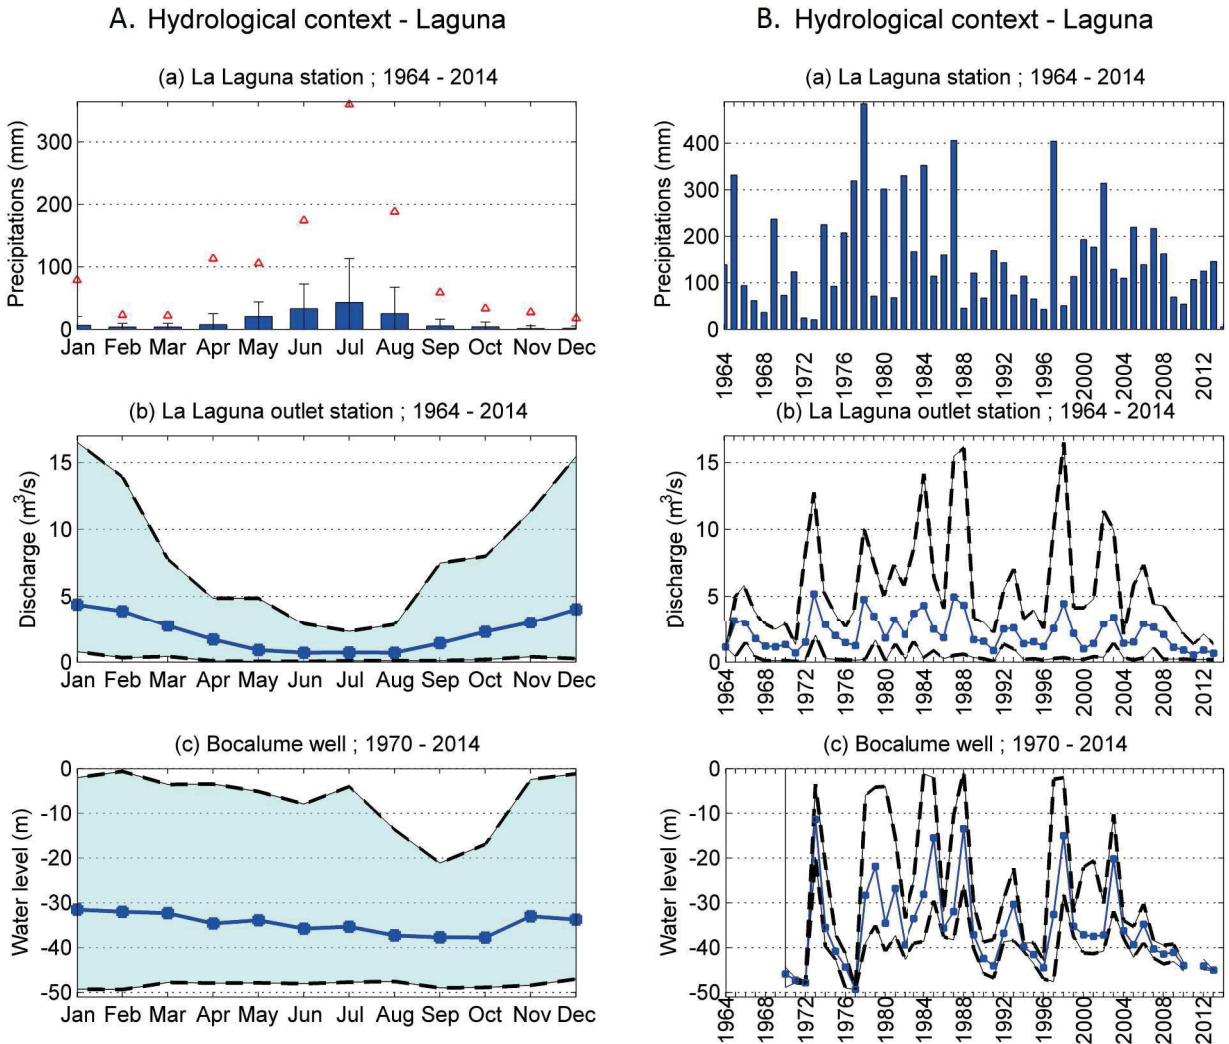 A. Hydrological context - Laguna
(a) La Laguna station ; 1964 - 2014
Precipitations (mm)
300
200
100
0
Jan Feb Mar Apr May Jun Jul Aug Sep Oct Nov Dec
(b) La Laguna outlet station ; 1964 - 2014
Discharge (m³/s)
15
10
5
0
Jan Feb Mar Apr May Jun Jul Aug Sep Oct Nov Dec
(c) Bocalume well ; 1970 - 2014
Water level (m)
0
-10
-20
-30
-40
-50
Jan Feb Mar Apr May Jun Jul Aug Sep Oct Nov Dec
B. Hydrological context - Laguna
(a) La Laguna station ; 1964 - 2014
Precipitations (mm)
400
300
200
100
0
1964 1968 1972 1976 1980 1984 1988 1992 1996 2000 2004 2008 2012
(b) La Laguna outlet station ; 1964 - 2014
Discharge (m³/s)
15
10
5
0
1964 1968 1972 1976 1980 1984 1988 1992 1996 2000 2004 2008 2012
(c) Bocalume well ; 1970 - 2014
Water level (m)
0
-10
-20
-30
-40
-50
1964 1968 1972 1976 1980 1984 1988 1992 1996 2000 2004 2008 2012